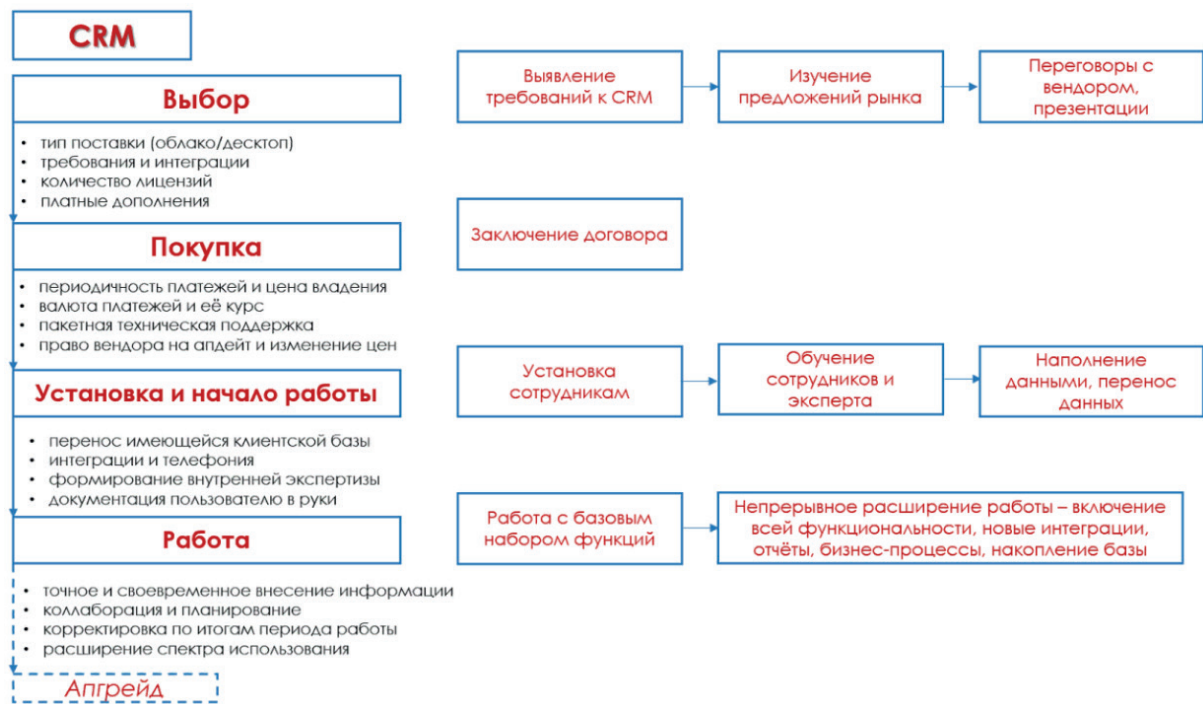 CRM
Выбор
• тип поставки (облако/десктоп)
• требования и интеграции
• количество лицензий
• платные дополнения
Выявление
требований к CRM
Изучение
предложений рынка
Переговоры с
вендором,
презентации
Покупка
• периодичность платежей и цена владения
• валюта платежей и её курс
• пакетная техническая поддержка
• право вендора на апдейт и изменение цен
Заключение договора
Установка и начало работы
• перенос имеющейся клиентской базы
• интеграции и телефония
• формирование внутренней экспертизы
• документация пользователю в руки
Установка
сотрудникам
Обучение
сотрудников и
эксперта
Наполнение
данными, перенос
данных
Работа
• точное и своевременное внесение информации
• коллаборация и планирование
• корректировка по итогам периода работы
• расширение спектра использования
Работа с базовым
набором функций
Непрерывное расширение работы – включение
всей функциональности, новые интеграции,
отчёты, бизнес-процессы, накопление базы
Апгрейд